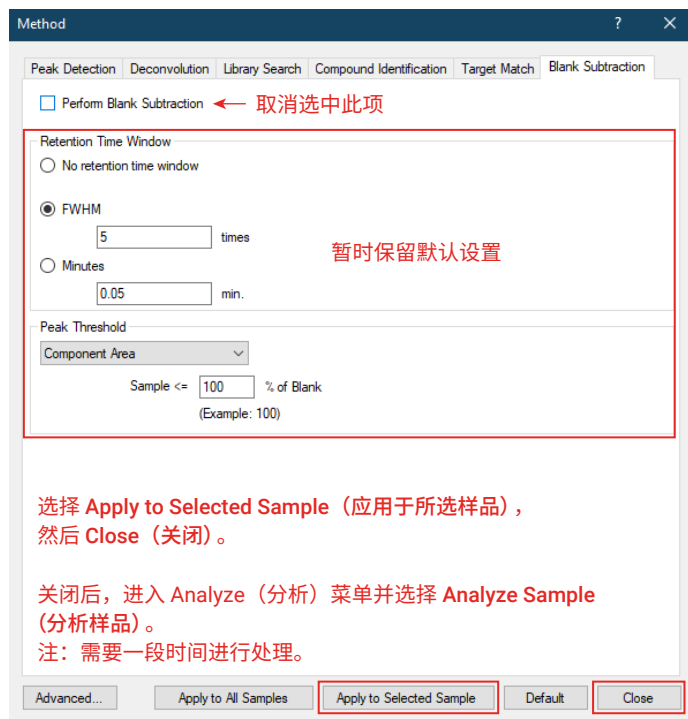 Method ? ×
Peak Detection Deconvolution Library Search Compound Identification Target Match Blank Subtraction
Perform Blank Subtraction ← 取消选中此项
Retention Time Window
No retention time window
FWHM
5 times
暂时保留默认设置
Minutes
0.05 min.
Peak Threshold
Component Area
Sample <= 100 % of Blank
(Example: 100)
选择 Apply to Selected Sample（应用于所选样品），
然后 Close（关闭）。
关闭后，进入 Analyze（分析）菜单并选择 Analyze Sample
（分析样品）。
注：需要一段时间进行处理。
Advanced... Apply to All Samples Apply to Selected Sample Default Close